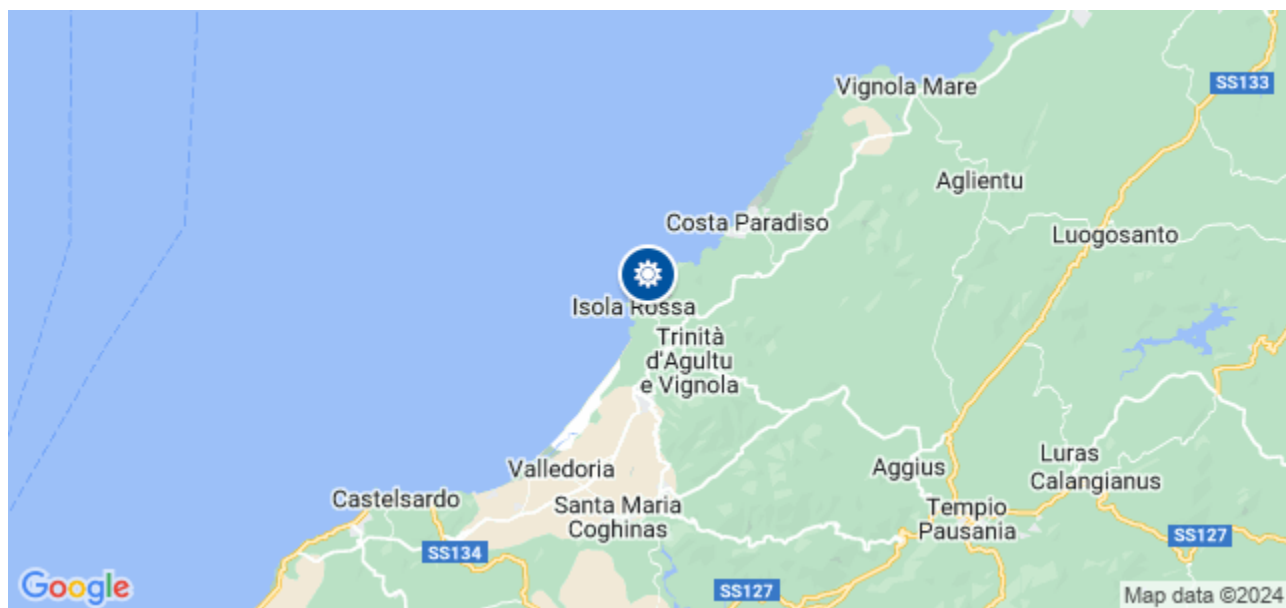 Vignola Mare
SS133
Aglientu
Costa Paradiso
Luogosanto
Isola Rossa
Trinità
d'Agultu
e Vignola
Valledoria
Aggius
Luras
Calangianus
Castelsardo
Santa Maria
Coghinas
Tempio
Pausania
SS134
SS127
SS127
Google
Map data ©2024